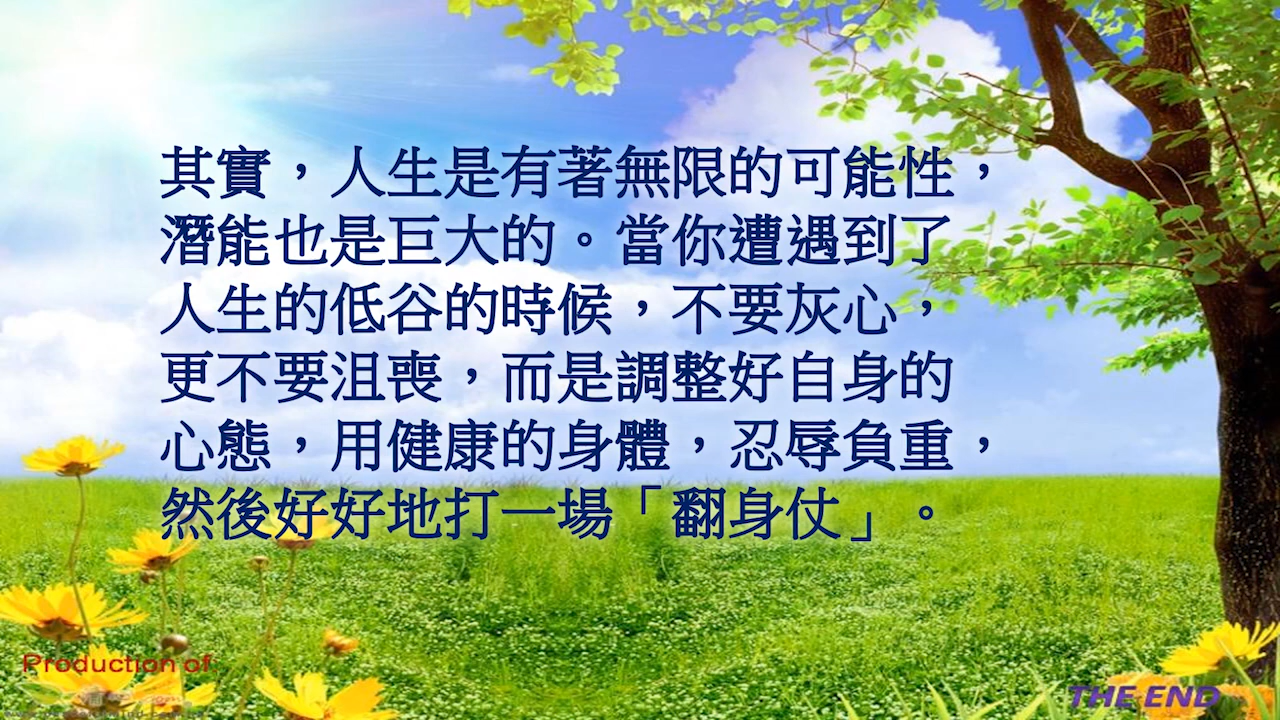 其實，人生是有著無限的可能性，
潛能也是巨大的。當你遭遇到了
人生的低谷的時候，不要灰心，
更不要沮喪，而是調整好自身的
心態，用健康的身體，忍辱負重，
然後好好地打一場「翻身仗」。
Production of
THE END